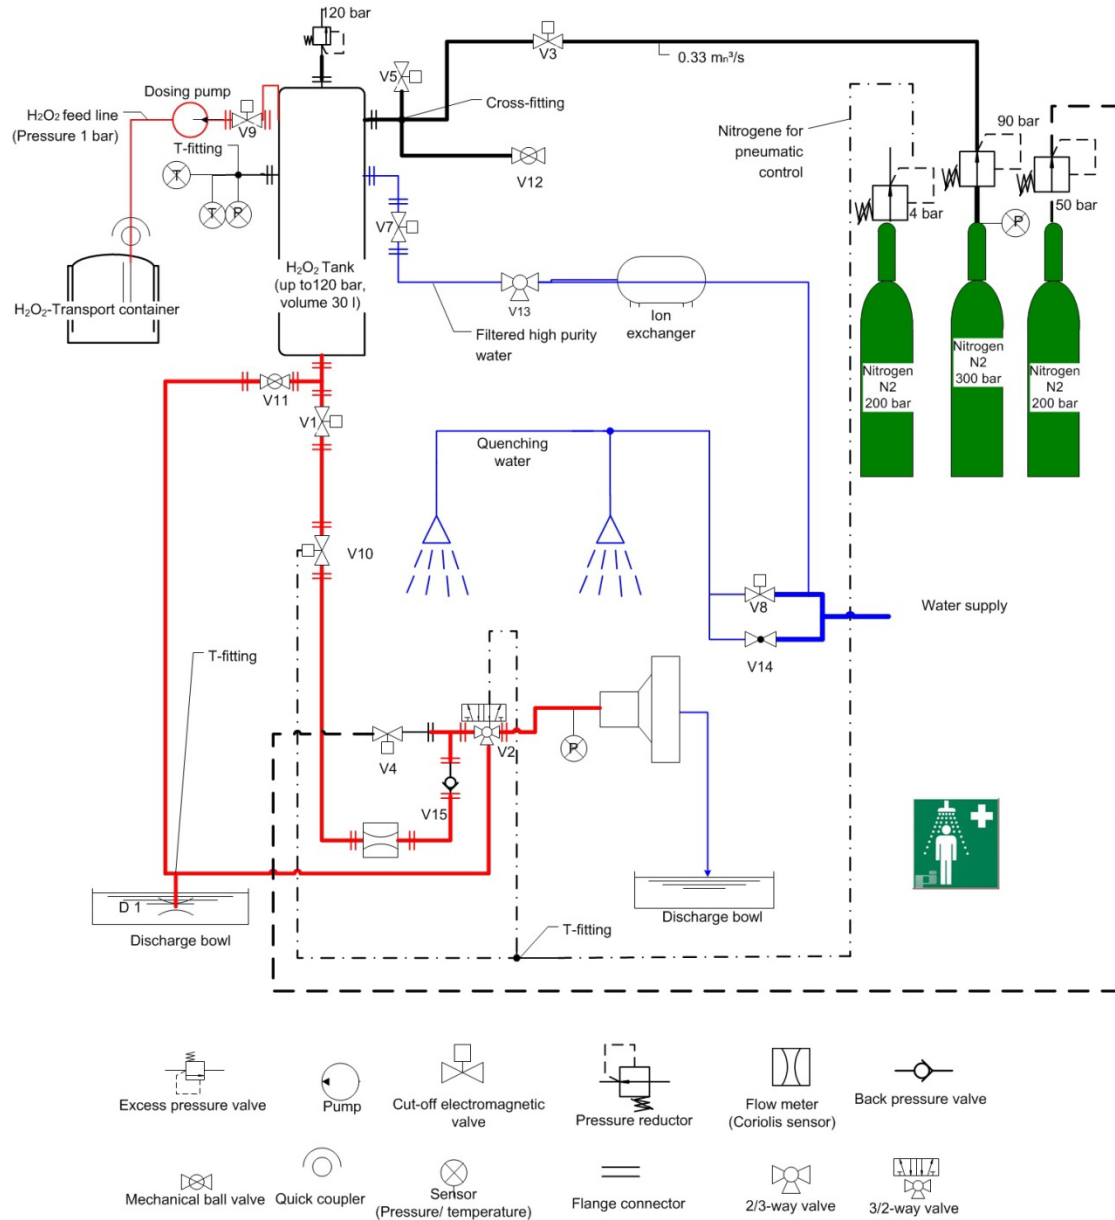 120 bar
V3
0.33 mₙ³/s
V5
Dosing pump
H₂O₂ feed line
(Pressure 1 bar)
V9
Cross-fitting
Nitrogene for
pneumatic
control
90 bar
T-fitting
V12
T
T
P
4 bar
P
50 bar
V7
H₂O₂ Tank
(up to120 bar,
volume 30 l)
H₂O₂-Transport container
V13
Ion
exchanger
Filtered high purity
water
Nitrogen
N2
200 bar
Nitrogen
N2
300 bar
Nitrogen
N2
200 bar
V11
V1
Quenching
water
V10
V8
Water supply
V14
T-fitting
V2
P
V4
V15
D 1
Discharge bowl
Discharge bowl
T-fitting
Excess pressure valve
Pump
Cut-off electromagnetic
valve
Pressure reductor
Flow meter
(Coriolis sensor)
Back pressure valve
Mechanical ball valve
Quick coupler
Sensor
(Pressure/ temperature)
Flange connector
2/3-way valve
3/2-way valve